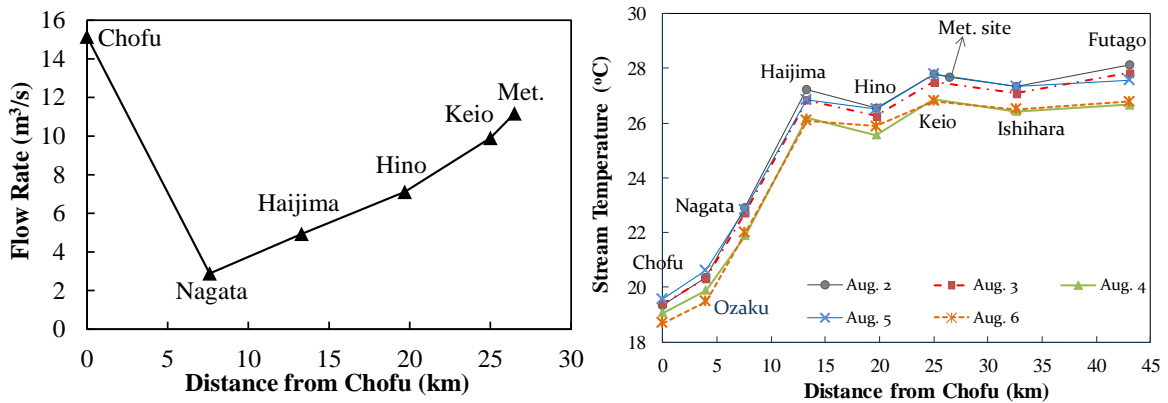 16
14
12
10
8
6
4
2
0
Flow Rate (m³/s)
Chofu
Nagata
Haijima
Hino
Keio
Met.
0 5 10 15 20 25 30
Distance from Chofu (km)
30
28
26
24
22
20
18
Stream Temperature (°C)
Met. site
Futago
Haijima
Hino
Keio
Ishihara
Nagata
Chofu
Ozaku
Aug. 2 Aug. 3 Aug. 4
Aug. 5 Aug. 6
0 5 10 15 20 25 30 35 40 45
Distance from Chofu (km)